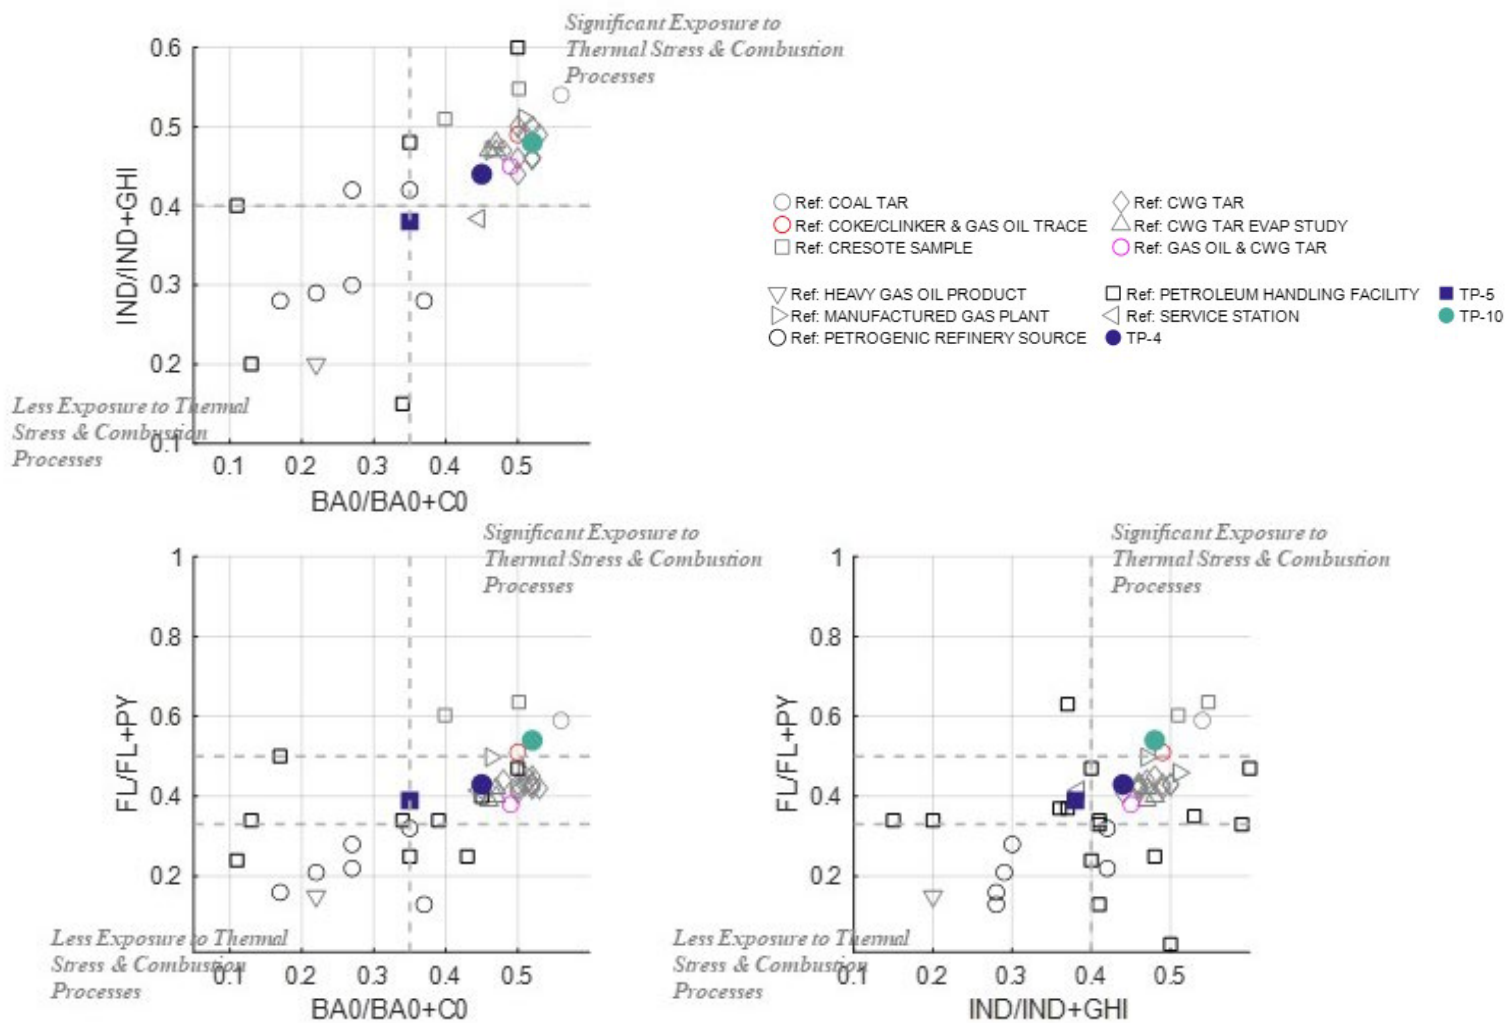 Significant Exposure to
Thermal Stress & Combustion
Processes
0.6
0.5
0.4
0.3
0.2
0.1
IND/IND+GHI
Less Exposure to Thermal
Stress & Combustion
Processes
0.1 0.2 0.3 0.4 0.5
BA0/BA0+C0
Ref: COAL TAR
Ref: COKE/CLINKER & GAS OIL TRACE
Ref: CRESOTE SAMPLE
Ref: CWG TAR
Ref: CWG TAR EVAP STUDY
Ref: GAS OIL & CWG TAR
Ref: HEAVY GAS OIL PRODUCT
Ref: MANUFACTURED GAS PLANT
Ref: PETROGENIC REFINERY SOURCE
Ref: PETROLEUM HANDLING FACILITY
Ref: SERVICE STATION
TP-4
TP-5
TP-10
Significant Exposure to
Thermal Stress & Combustion
Processes
1
0.8
0.6
0.4
0.2
FL/FL+PY
Less Exposure to Thermal
Stress & Combustion
Processes
0.1 0.2 0.3 0.4 0.5
BA0/BA0+C0
Significant Exposure to
Thermal Stress & Combustion
Processes
1
0.8
0.6
0.4
0.2
FL/FL+PY
Less Exposure to Thermal
Stress & Combustion
Processes
0.1 0.2 0.3 0.4 0.5
IND/IND+GHI